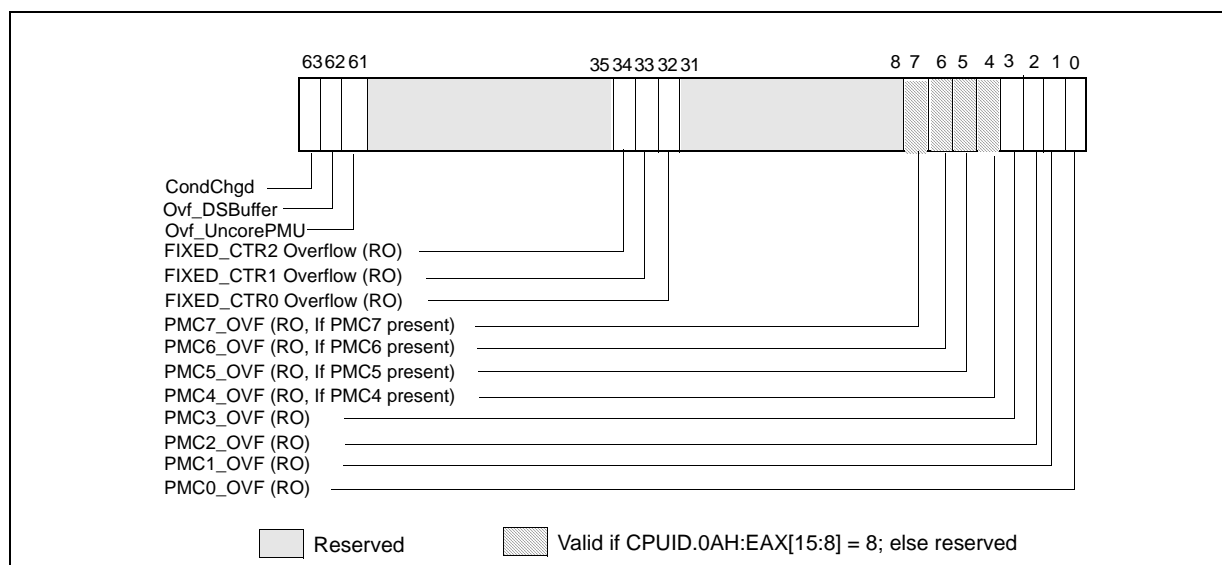 63 62 61 35 34 33 32 31 8 7 6 5 4 3 2 1 0
CondChgd
Ovf_DSBuffer
Ovf_UncorePMU
FIXED_CTR2 Overflow (RO)
FIXED_CTR1 Overflow (RO)
FIXED_CTR0 Overflow (RO)
PMC7_OVF (RO, If PMC7 present)
PMC6_OVF (RO, If PMC6 present)
PMC5_OVF (RO, If PMC5 present)
PMC4_OVF (RO, If PMC4 present)
PMC3_OVF (RO)
PMC2_OVF (RO)
PMC1_OVF (RO)
PMC0_OVF (RO)
Reserved Valid if CPUID.0AH:EAX[15:8] = 8; else reserved